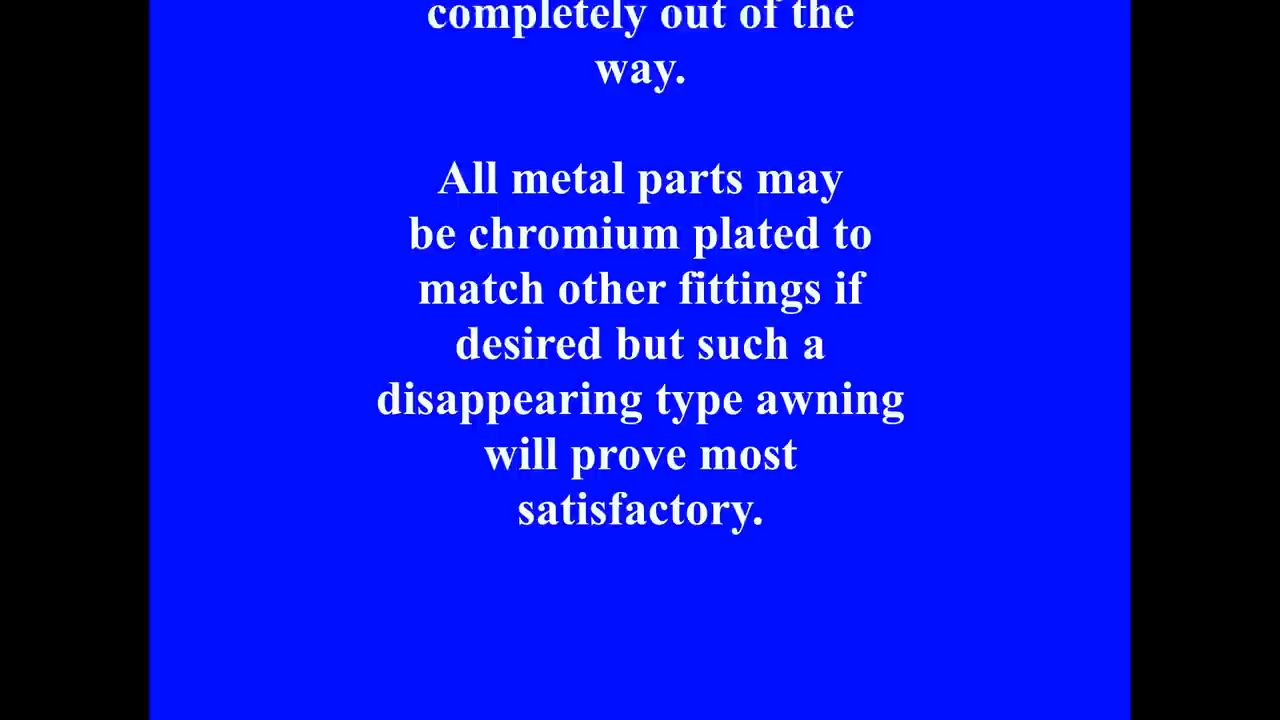 completely out of the
way.
All metal parts may
be chromium plated to
match other fittings if
desired but such a
disappearing type awning
will prove most
satisfactory.